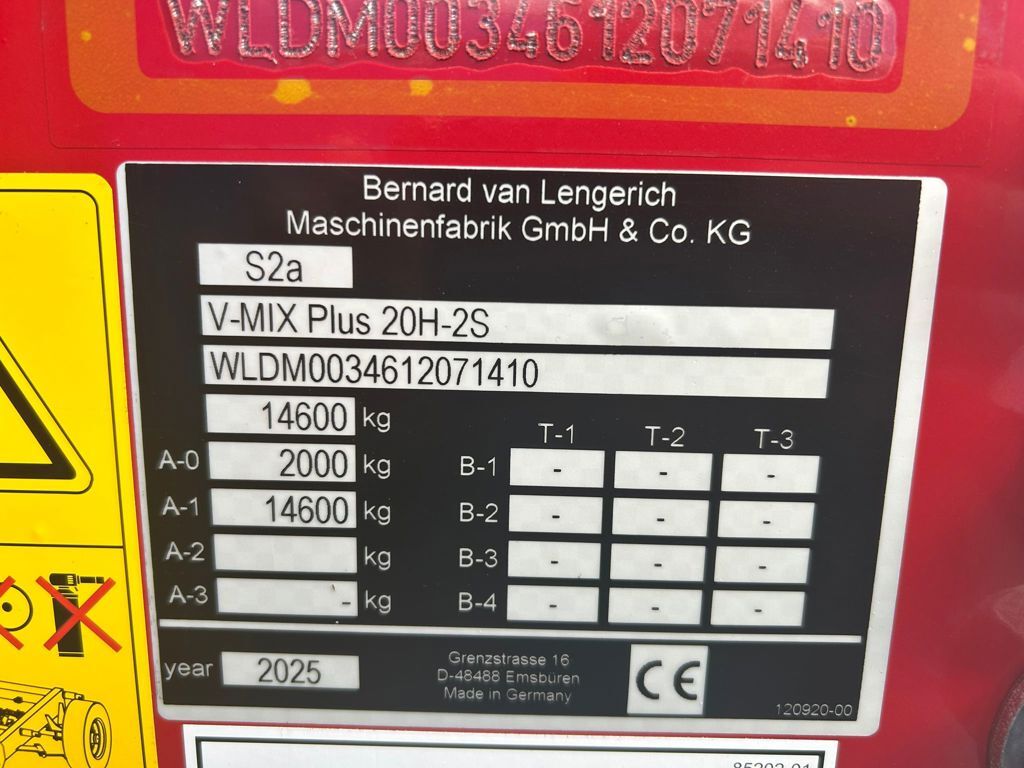 WLDM0034612071410
Bernard van Lengerich
Maschinenfabrik GmbH & Co. KG
S2a
V-MIX Plus 20H-2S
WLDM0034612071410
14600 kg
T-1 T-2 T-3
A-0 2000 kg B-1 - - -
A-1 14600 kg B-2 - - -
A-2 kg B-3 - - -
A-3 - kg B-4 - - -
year 2025
Grenzstrasse 16
D-48488 Emsbüren
Made in Germany
CE
120920-00